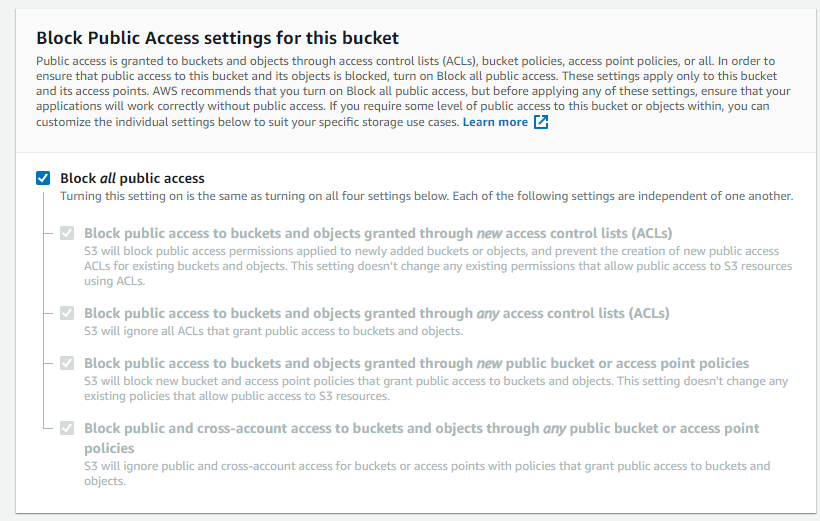 Block Public Access settings for this bucket
Public access is granted to buckets and objects through access control lists (ACLs), bucket policies, access point policies, or all. In order to
ensure that public access to this bucket and its objects is blocked, turn on Block all public access. These settings apply only to this bucket
and its access points. AWS recommends that you turn on Block all public access, but before applying any of these settings, ensure that your
applications will work correctly without public access. If you require some level of public access to this bucket or objects within, you can
customize the individual settings below to suit your specific storage use cases. Learn more
Block all public access
Turning this setting on is the same as turning on all four settings below. Each of the following settings are independent of one another.
Block public access to buckets and objects granted through new access control lists (ACLs)
S3 will block public access permissions applied to newly added buckets or objects, and prevent the creation of new public access
ACLs for existing buckets and objects. This setting doesn't change any existing permissions that allow public access to S3 resources
using ACLs.
Block public access to buckets and objects granted through any access control lists (ACLs)
S3 will ignore all ACLs that grant public access to buckets and objects.
Block public access to buckets and objects granted through new public bucket or access point policies
S3 will block new bucket and access point policies that grant public access to buckets and objects. This setting doesn't change any
existing policies that allow public access to S3 resources.
Block public and cross-account access to buckets and objects through any public bucket or access point
policies
S3 will ignore public and cross-account access for buckets or access points with policies that grant public access to buckets and
objects.